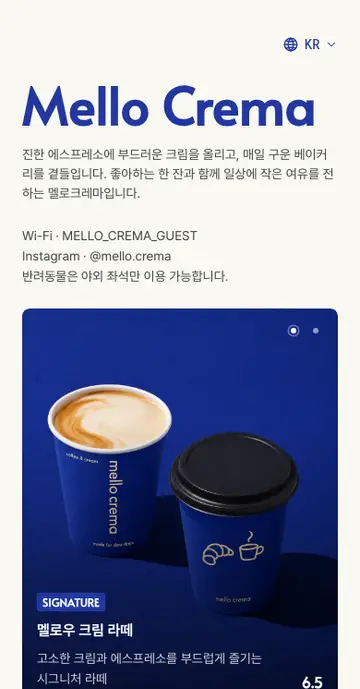 KR
Mello Crema
진한 에스프레소에 부드러운 크림을 올리고, 매일 구운 베이커
리를 곁들입니다. 좋아하는 한 잔과 함께 일상에 작은 여유를 전
하는 멜로크레마입니다.
Wi-Fi · MELLO_CREMA_GUEST
Instagram · @mello.crema
반려동물은 야외 좌석만 이용 가능합니다.
coffee & cream
mello crema
made for slow days
mello crema
SIGNATURE
멜로우 크림 라떼
고소한 크림과 에스프레소를 부드럽게 즐기는
시그니처 라떼
6.5